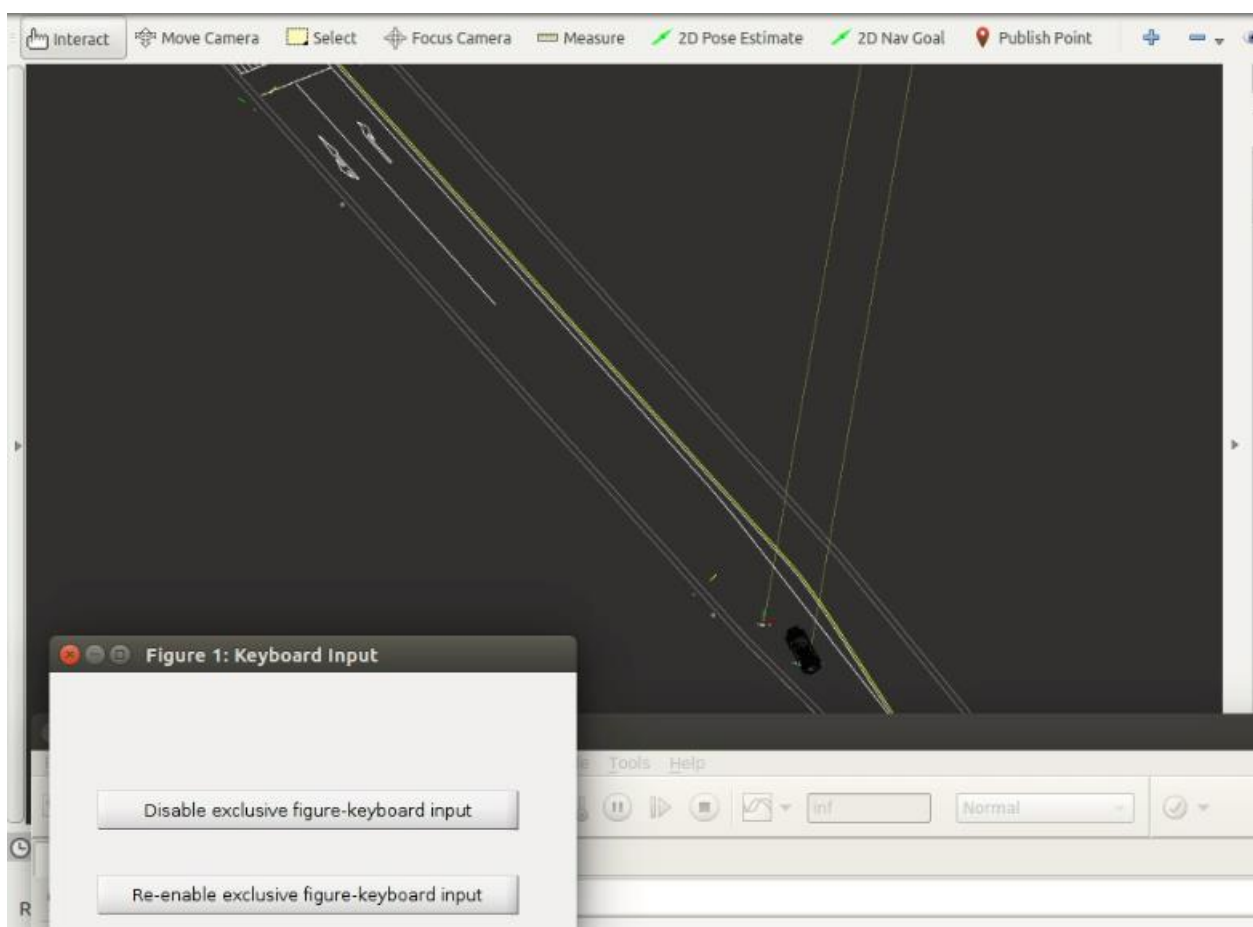 Interact Move Camera Select Focus Camera Measure 2D Pose Estimate 2D Nav Goal Publish Point
Figure 1: Keyboard Input
Tools Help
Disable exclusive figure-keyboard input
inf Normal
Re-enable exclusive figure-keyboard input
R